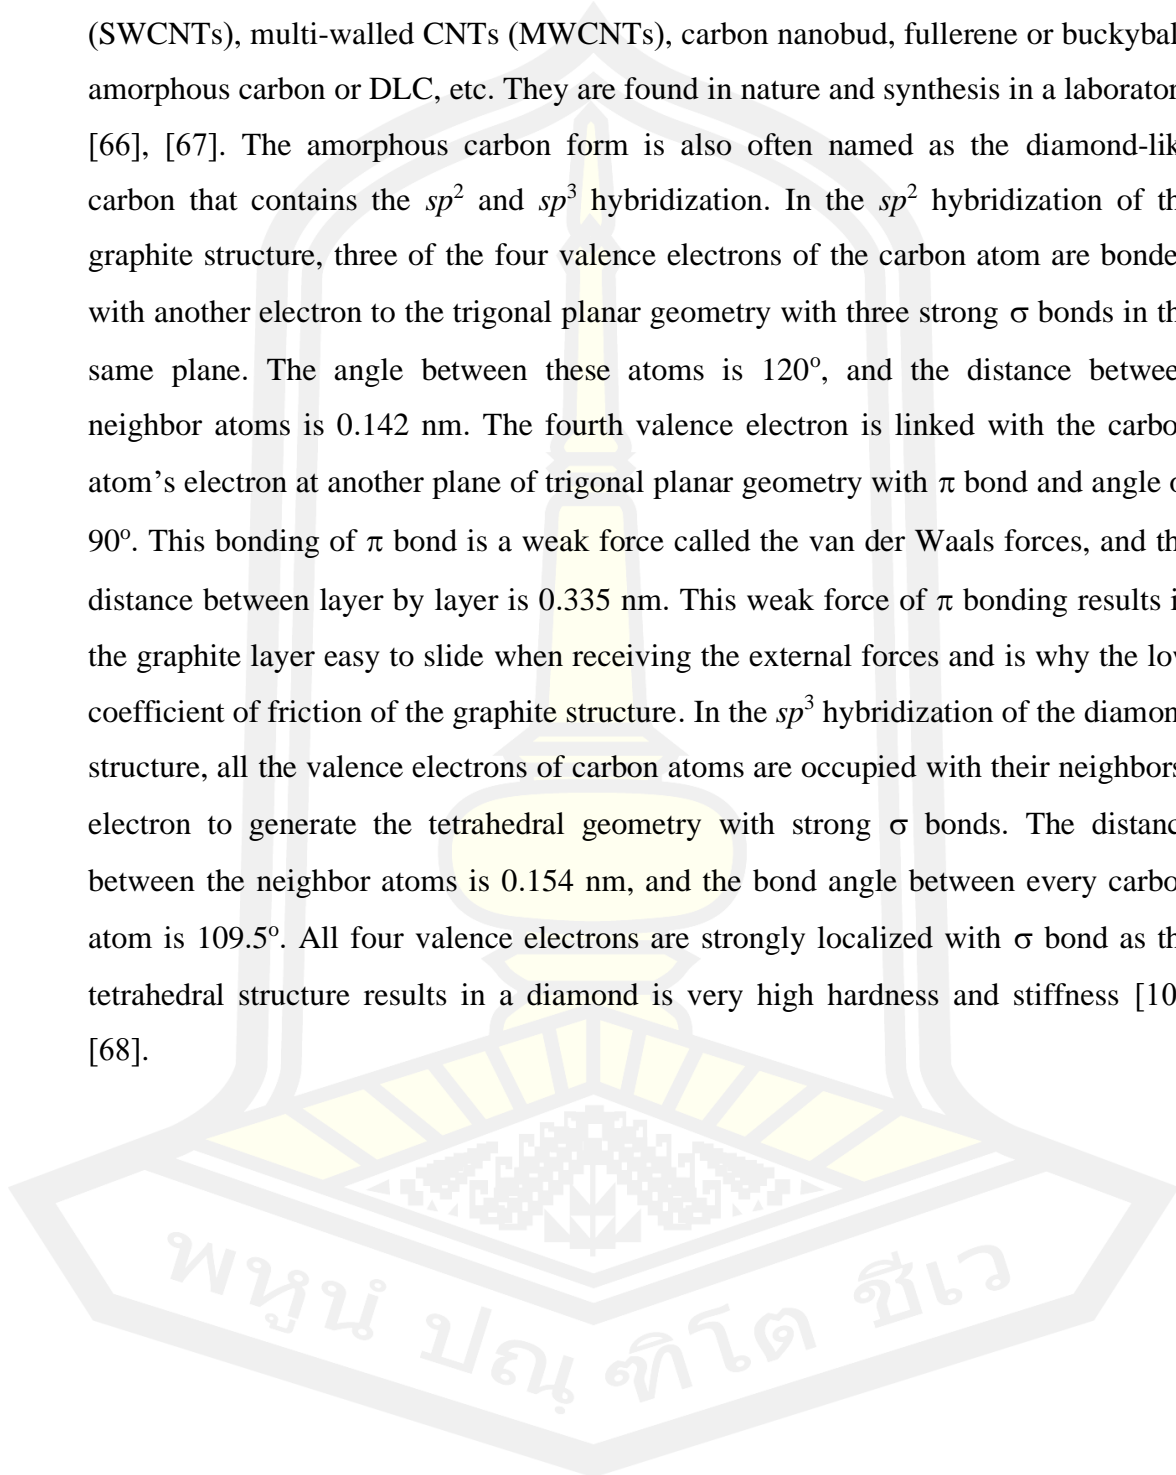 (SWCNTs), multi-walled CNTs (MWCNTs), carbon nanobud, fullerene or buckybal
amorphous carbon or DLC, etc. They are found in nature and synthesis in a laborator
[66], [67]. The amorphous carbon form is also often named as the diamond-lik
carbon that contains the sp² and sp³ hybridization. In the sp² hybridization of th
graphite structure, three of the four valence electrons of the carbon atom are bonde
with another electron to the trigonal planar geometry with three strong σ bonds in th
same plane. The angle between these atoms is 120º, and the distance betwee
neighbor atoms is 0.142 nm. The fourth valence electron is linked with the carbo
atom’s electron at another plane of trigonal planar geometry with π bond and angle o
90º. This bonding of π bond is a weak force called the van der Waals forces, and th
distance between layer by layer is 0.335 nm. This weak force of π bonding results i
the graphite layer easy to slide when receiving the external forces and is why the lo
coefficient of friction of the graphite structure. In the sp³ hybridization of the diamon
structure, all the valence electrons of carbon atoms are occupied with their neighbors
electron to generate the tetrahedral geometry with strong σ bonds. The distanc
between the neighbor atoms is 0.154 nm, and the bond angle between every carbo
atom is 109.5º. All four valence electrons are strongly localized with σ bond as th
tetrahedral structure results in a diamond is very high hardness and stiffness [10
[68].
พหูนํ ปณฺฑิโต ชีเว